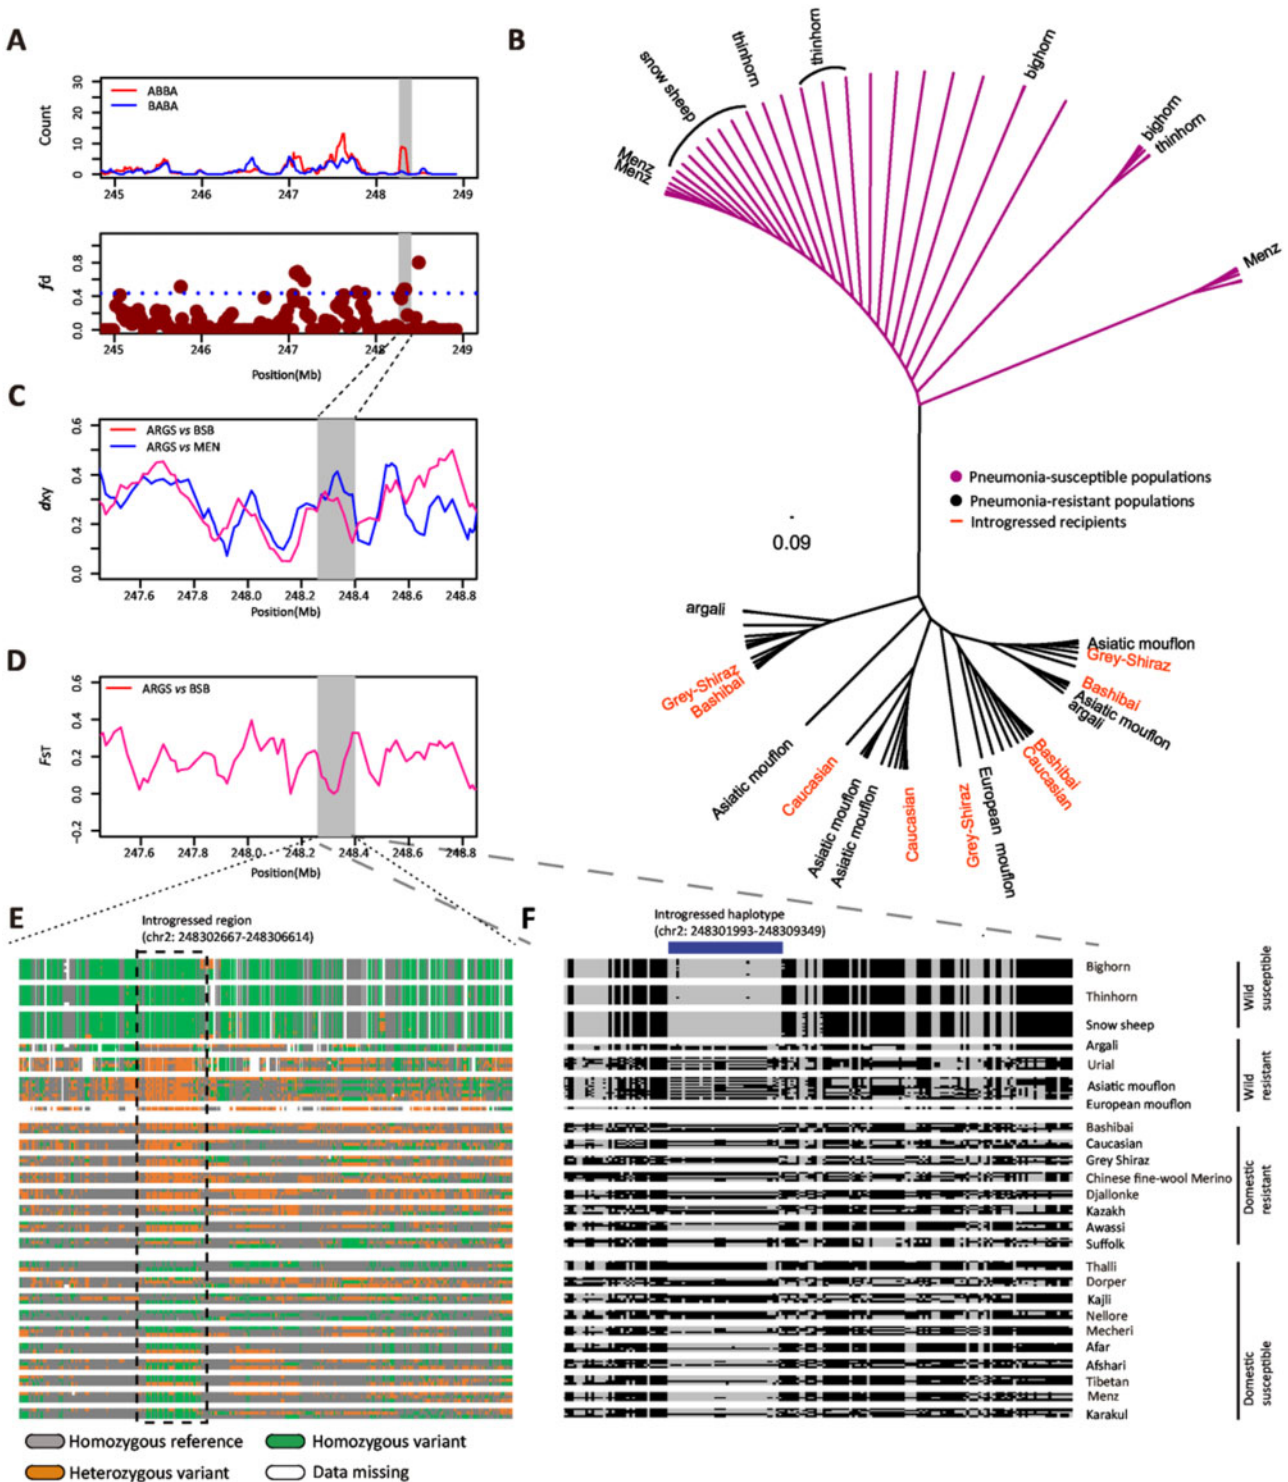 A
30
20
10
0
Count
ABBA
BABA
245
246
247
248
249
0.8
0.4
0.0
fd
245
246
247
248
249
Position(Mb)
B
snow sheep
thinhorn
thinhorn
bighorn
bighorn
thinhorn
Menz
Menz
Menz
Pneumonia-susceptible populations
Pneumonia-resistant populations
Introgressed recipients
0.09
argali
Grey-Shiraz
Bashibai
Asiatic mouflon
Caucasian
Asiatic mouflon
Asiatic mouflon
Caucasian
Grey-Shiraz
European mouflon
Bashibai
Caucasian
Asiatic mouflon
Grey-Shiraz
Bashibai
Asiatic mouflon
argali
C
0.6
0.4
0.2
0.0
dxy
ARGS vs BSB
ARGS vs MEN
247.6
247.8
248.0
248.2
248.4
248.6
248.8
Position(Mb)
D
0.6
0.4
0.2
0.0
−0.2
FST
ARGS vs BSB
247.6
247.8
248.0
248.2
248.4
248.6
248.8
Position(Mb)
E
Introgressed region
(chr2: 248302667-248306614)
Homozygous reference
Homozygous variant
Heterozygous variant
Data missing
F
Introgressed haplotype
(chr2: 248301993-248309349)
Bighorn
Thinhorn
Snow sheep
Argali
Urial
Asiatic mouflon
European mouflon
Bashibai
Caucasian
Grey Shiraz
Chinese fine-wool Merino
Djallonke
Kazakh
Awassi
Suffolk
Thalli
Dorper
Kajli
Nellore
Mecheri
Afar
Afshari
Tibetan
Menz
Karakul
Wild
susceptible
Wild
resistant
Domestic
resistant
Domestic
susceptible